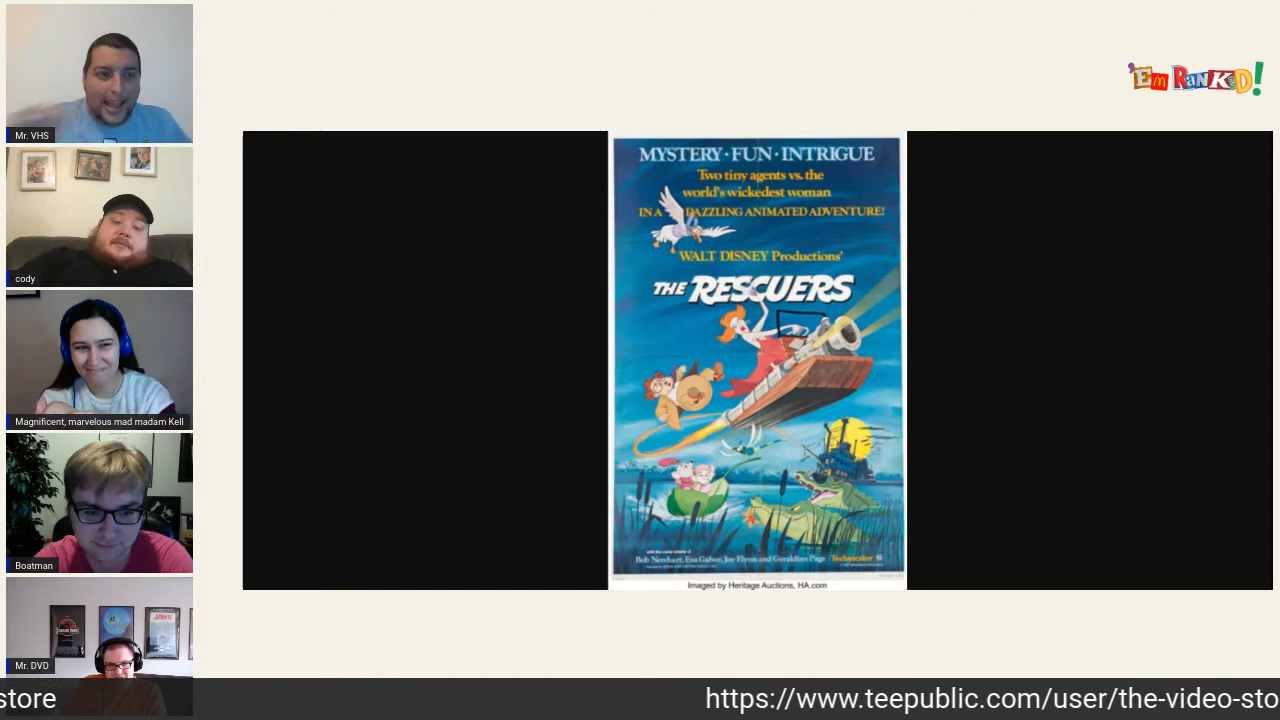 Mr. VHS
cody
Magnificent, marvelous mad madam Kell
Boatman
Mr. DVD
JAWS
'Em RanKeD!
MYSTERY · FUN · INTRIGUE
Two tiny agents vs. the
world's wickedest woman
IN A DAZZLING ANIMATED ADVENTURE!
WALT DISNEY Productions'
THE RESCUERS
Bob Newhart, Eva Gabor, Joe Flynn and Geraldine Page
Technicolor
Imaged by Heritage Auctions, HA.com
store
https://www.teepublic.com/user/the-video-sto